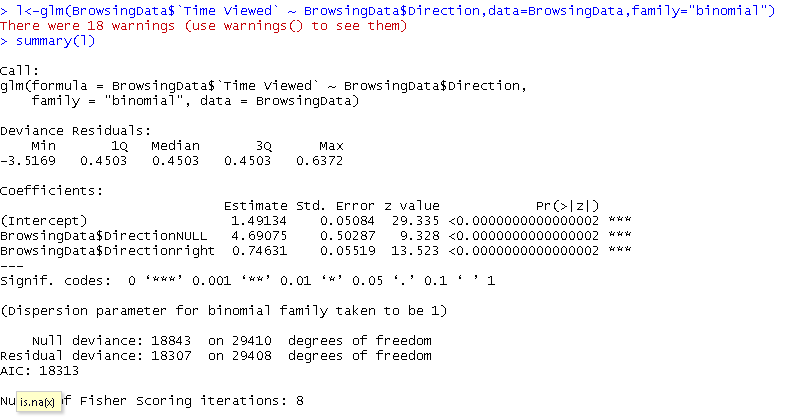 > l<-glm(BrowsingData$`Time Viewed` ~ BrowsingData$Direction,data=BrowsingData,family="binomial")
There were 18 warnings (use warnings() to see them)
> summary(l)
Call:
glm(formula = BrowsingData$`Time Viewed` ~ BrowsingData$Direction,
    family = "binomial", data = BrowsingData)
Deviance Residuals:
    Min       1Q   Median       3Q      Max
-3.5169   0.4503   0.4503   0.4503   0.6372
Coefficients:
                            Estimate Std. Error z value            Pr(>|z|)
(Intercept)                  1.49134    0.05084  29.335 <0.0000000000000002 ***
BrowsingData$DirectionNULL   4.69075    0.50287   9.328 <0.0000000000000002 ***
BrowsingData$Directionright  0.74631    0.05519  13.523 <0.0000000000000002 ***
---
Signif. codes:  0 ‘***’ 0.001 ‘**’ 0.01 ‘*’ 0.05 ‘.’ 0.1 ‘ ’ 1
(Dispersion parameter for binomial family taken to be 1)
    Null deviance: 18843  on 29410  degrees of freedom
Residual deviance: 18307  on 29408  degrees of freedom
AIC: 18313
Nu is.na(x) of Fisher Scoring iterations: 8